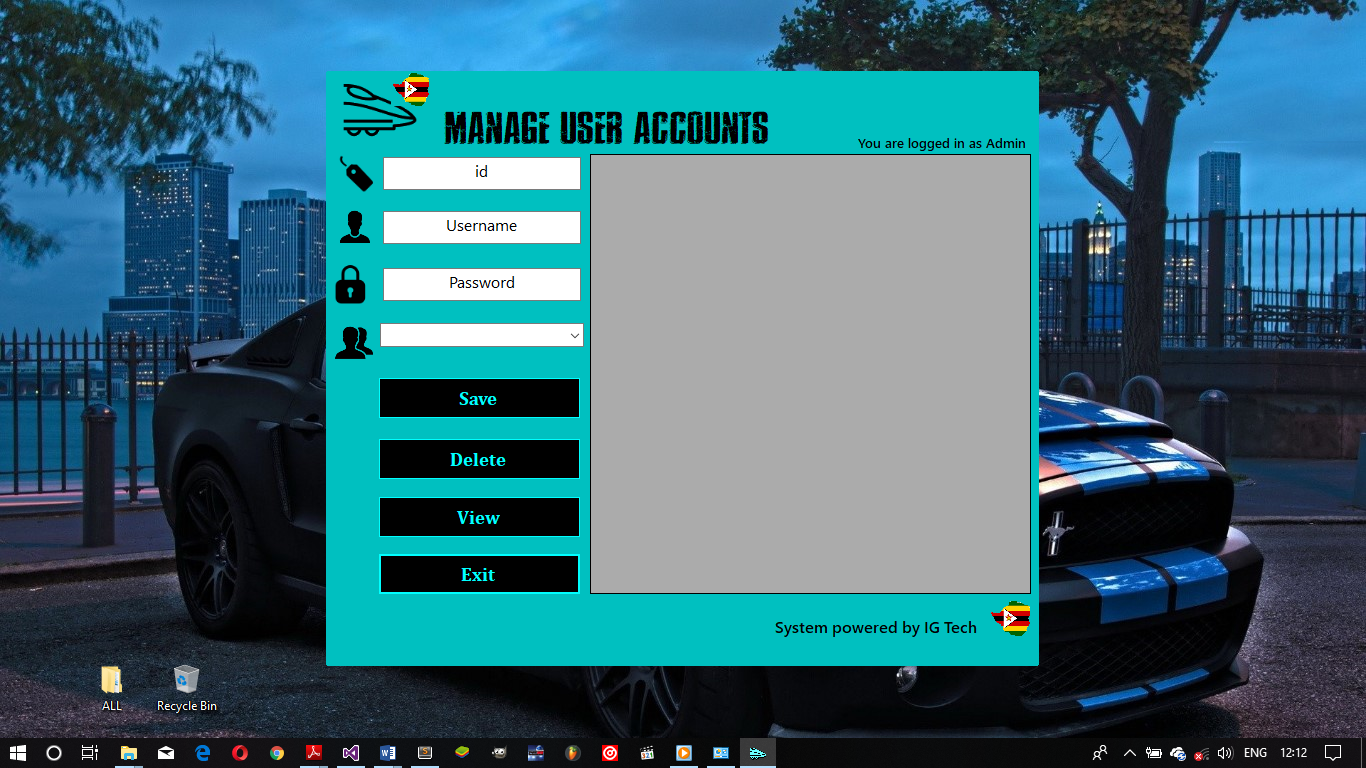 MANAGE USER ACCOUNTS
You are logged in as Admin
id
Username
Password
Save
Delete
View
Exit
System powered by IG Tech
ALL
Recycle Bin
ENG
12:12